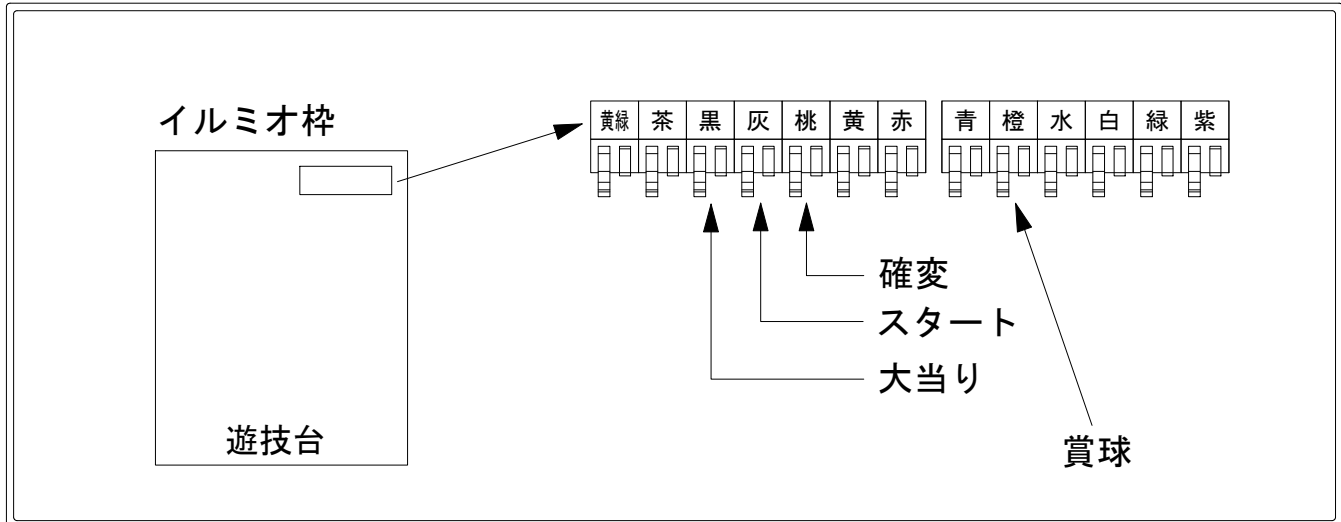 イルミオ枠
黄緑 茶 黒 灰 桃 黄 赤 青 橙 水 白 緑 紫
確変
スタート
大当り
遊技台
賞球